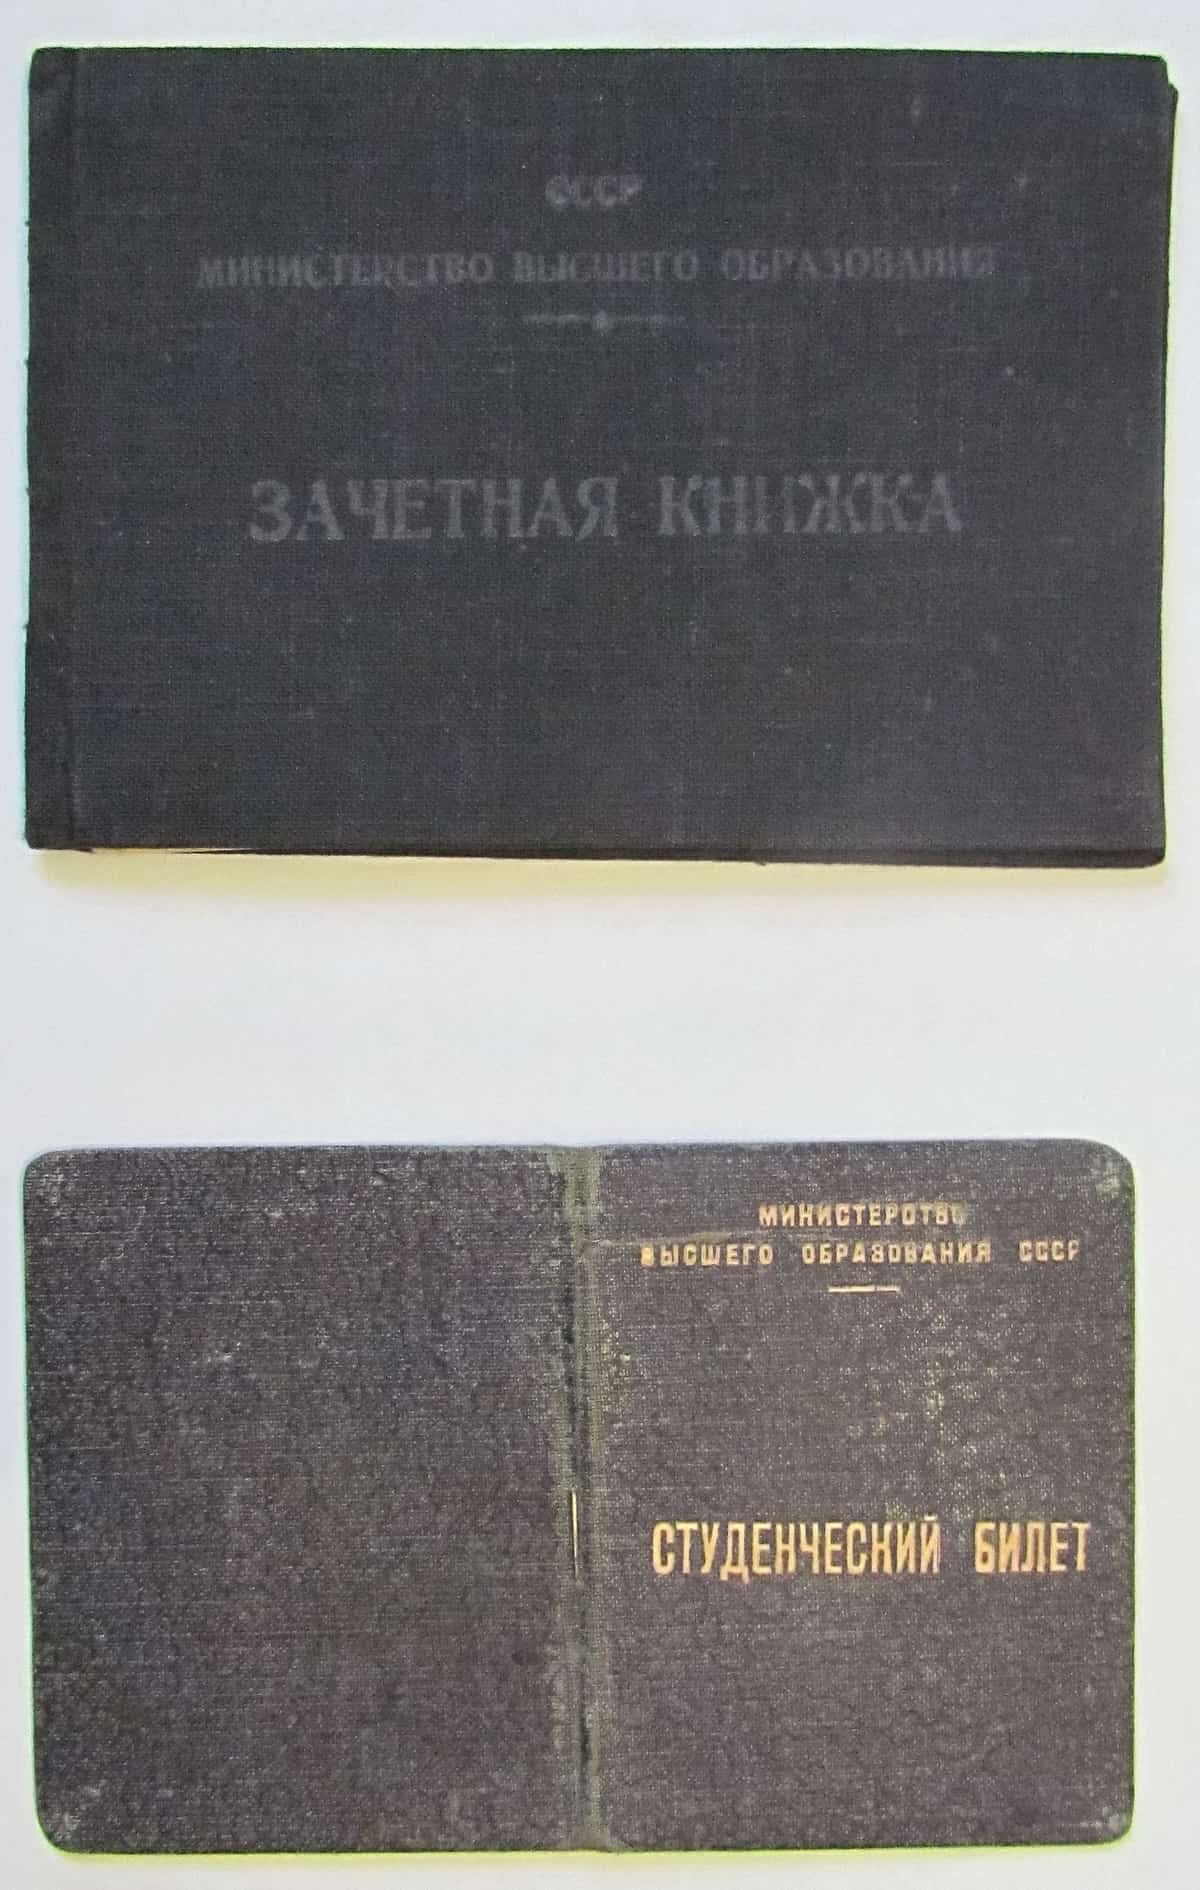 СССР
МИНИСТЕРСТВО ВЫСШЕГО ОБРАЗОВАНИЯ
ЗАЧЕТНАЯ КНИЖКА
МИНИСТЕРСТВО
ВЫСШЕГО ОБРАЗОВАНИЯ СССР
СТУДЕНЧЕСКИЙ БИЛЕТ